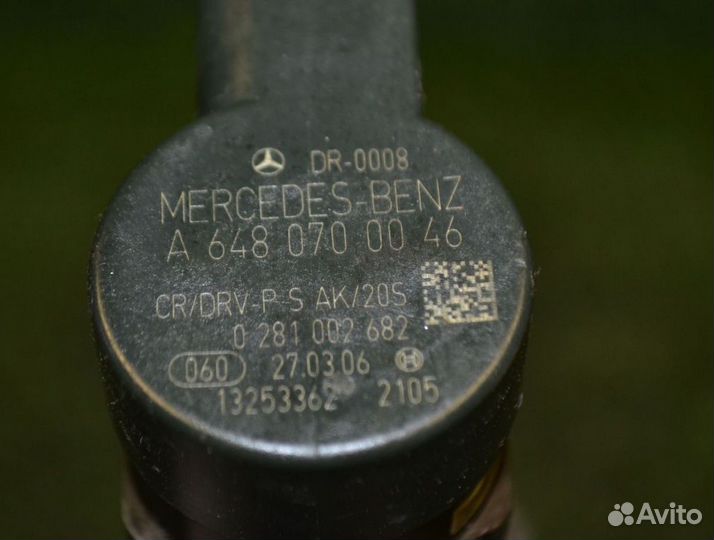 DR-0008
MERCEDES-BENZ
A 648 070 00 46
CR/DRV-P S AK/20S
0 281 002 682
060 27.03.06
13253362 2105
Avito